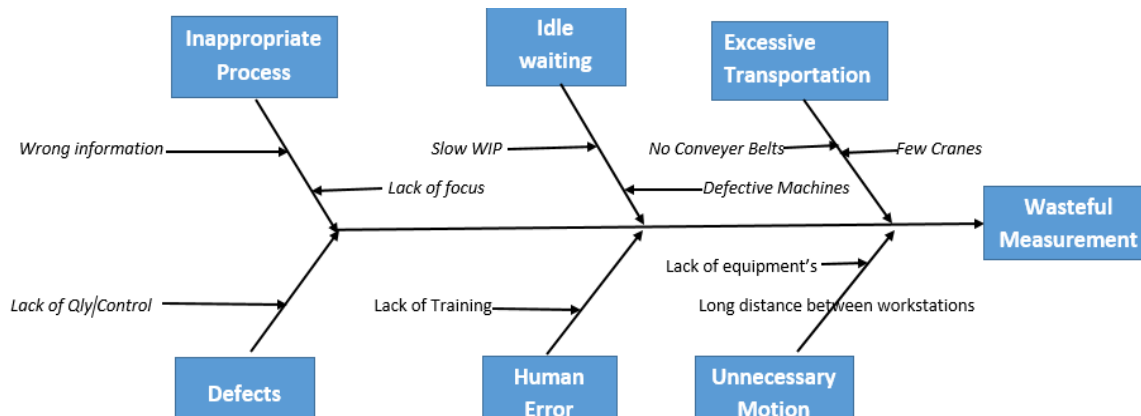 Inappropriate
Process
Idle
waiting
Excessive
Transportation
Wrong information
Slow WIP
No Conveyer Belts
Few Cranes
Lack of focus
Defective Machines
Wasteful
Measurement
Lack of equipment's
Lack of Qly/Control
Lack of Training
Long distance between workstations
Defects
Human
Error
Unnecessary
Motion